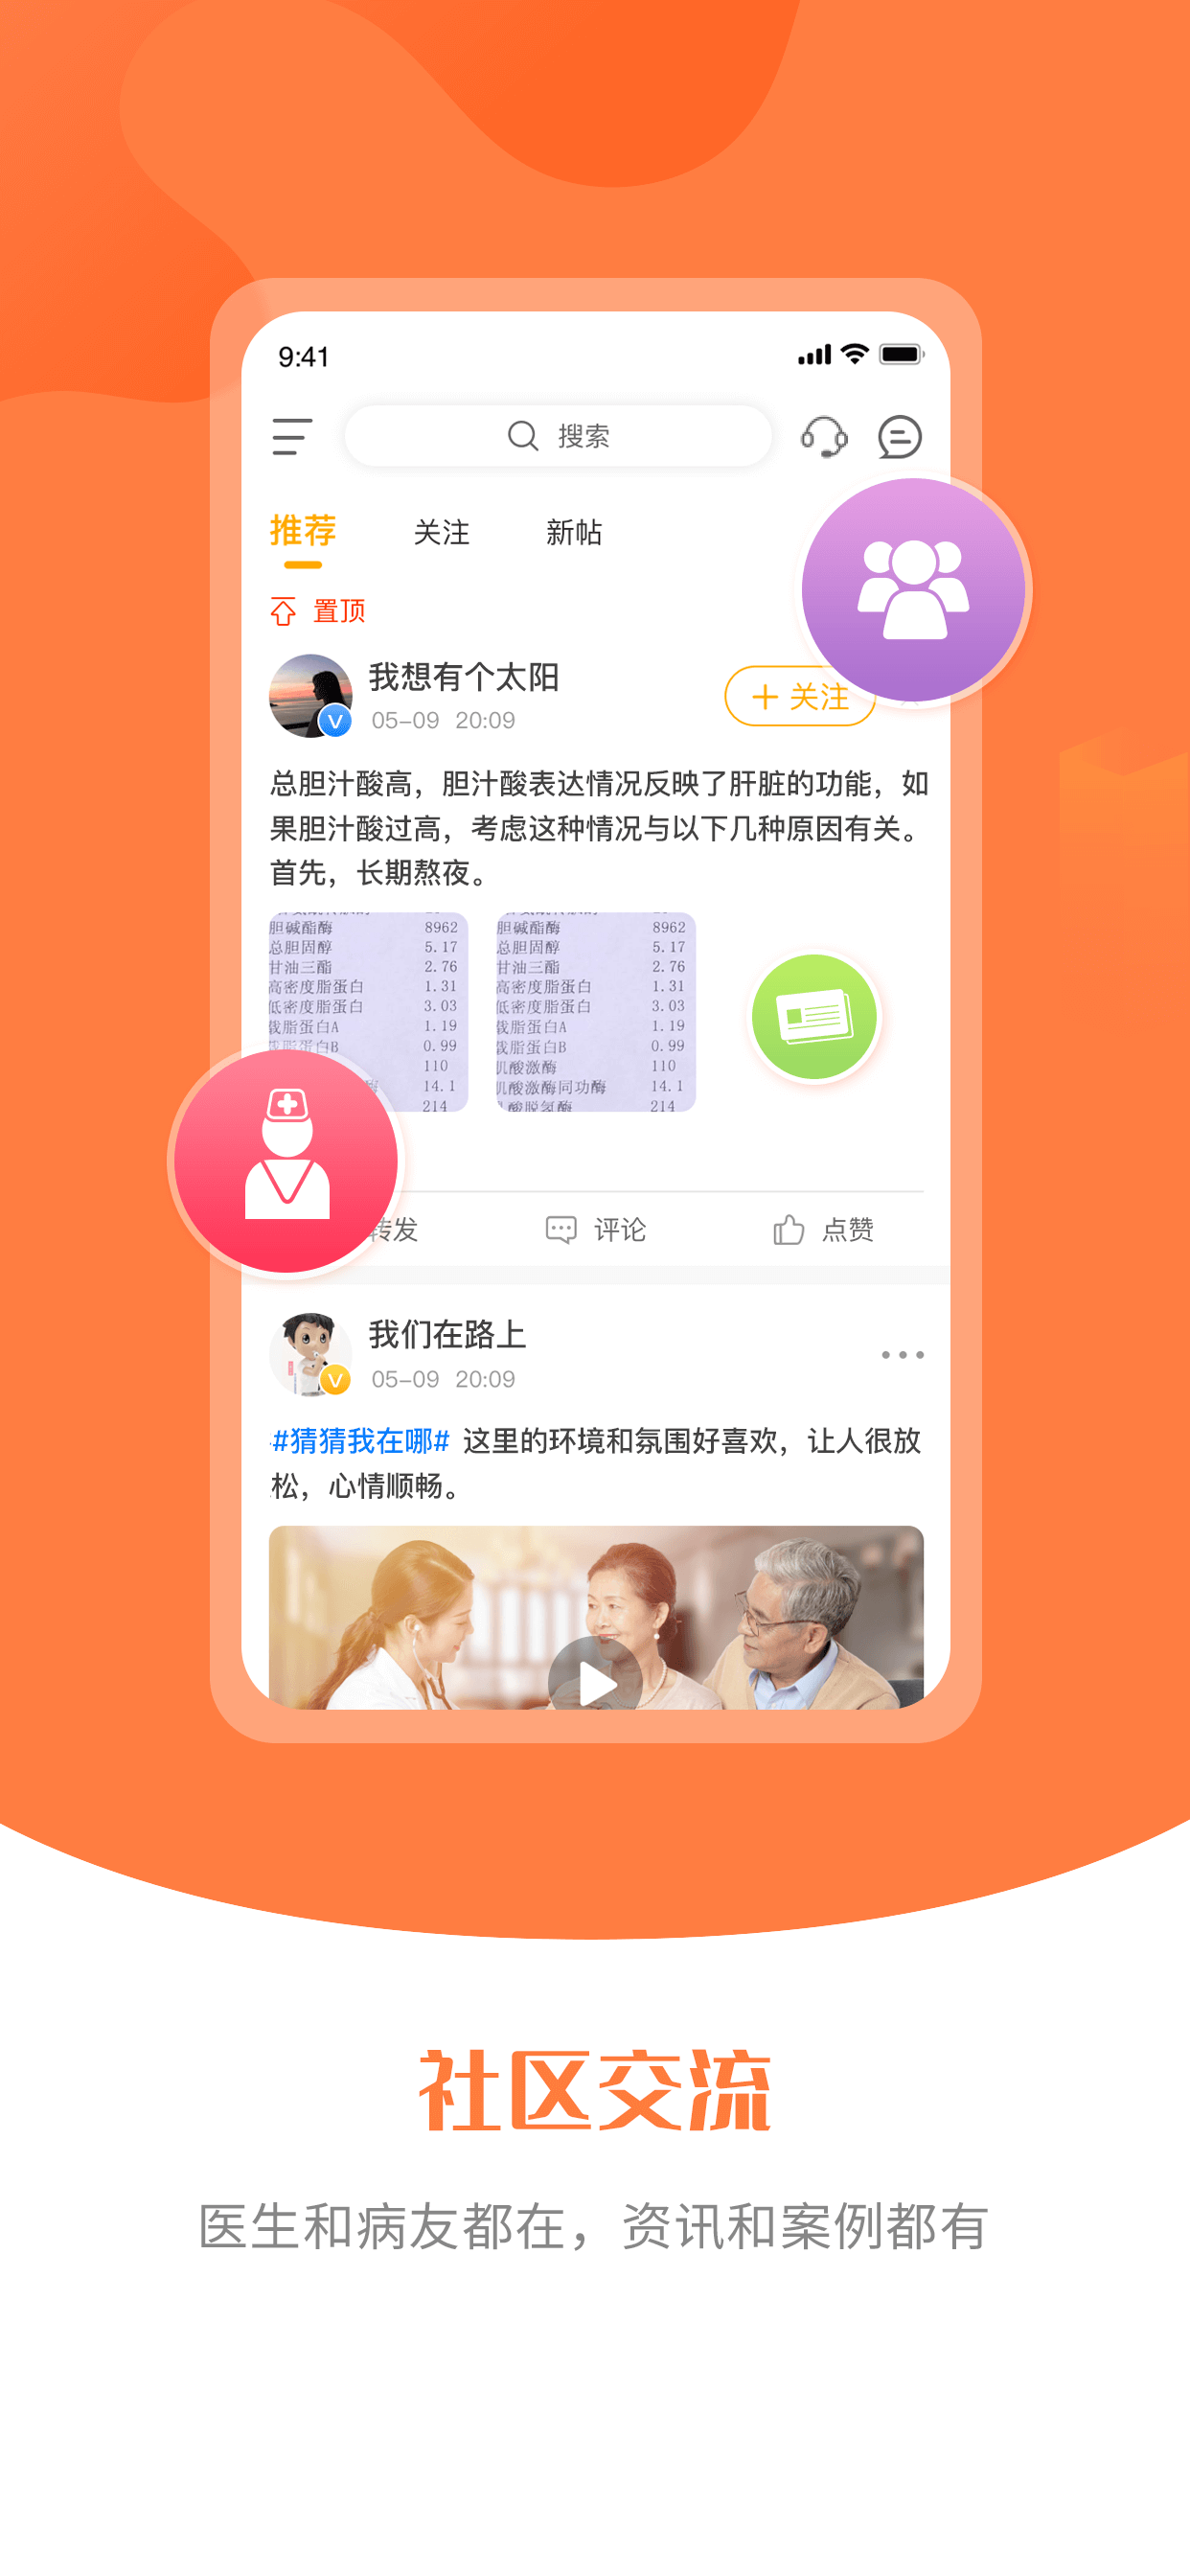 9:41
搜索
推荐 关注 新帖
置顶
我想有个太阳
05-09 20:09
+ 关注
总胆汁酸高，胆汁酸表达情况反映了肝脏的功能，如
果胆汁酸过高，考虑这种情况与以下几种原因有关。
首先，长期熬夜。
胆碱酯酶 8962
总胆固醇 5.17
甘油三酯 2.76
高密度脂蛋白 1.31
低密度脂蛋白 3.03
载脂蛋白A 1.19
载脂蛋白B 0.99
110
14.1
214
胆碱酯酶 8962
总胆固醇 5.17
甘油三酯 2.76
高密度脂蛋白 1.31
低密度脂蛋白 3.03
载脂蛋白A 1.19
载脂蛋白B 0.99
肌酸激酶 110
肌酸激酶同功酶 14.1
214
转发 评论 点赞
我们在路上
05-09 20:09
#猜猜我在哪# 这里的环境和氛围好喜欢，让人很放
松，心情顺畅。
社区交流
医生和病友都在，资讯和案例都有